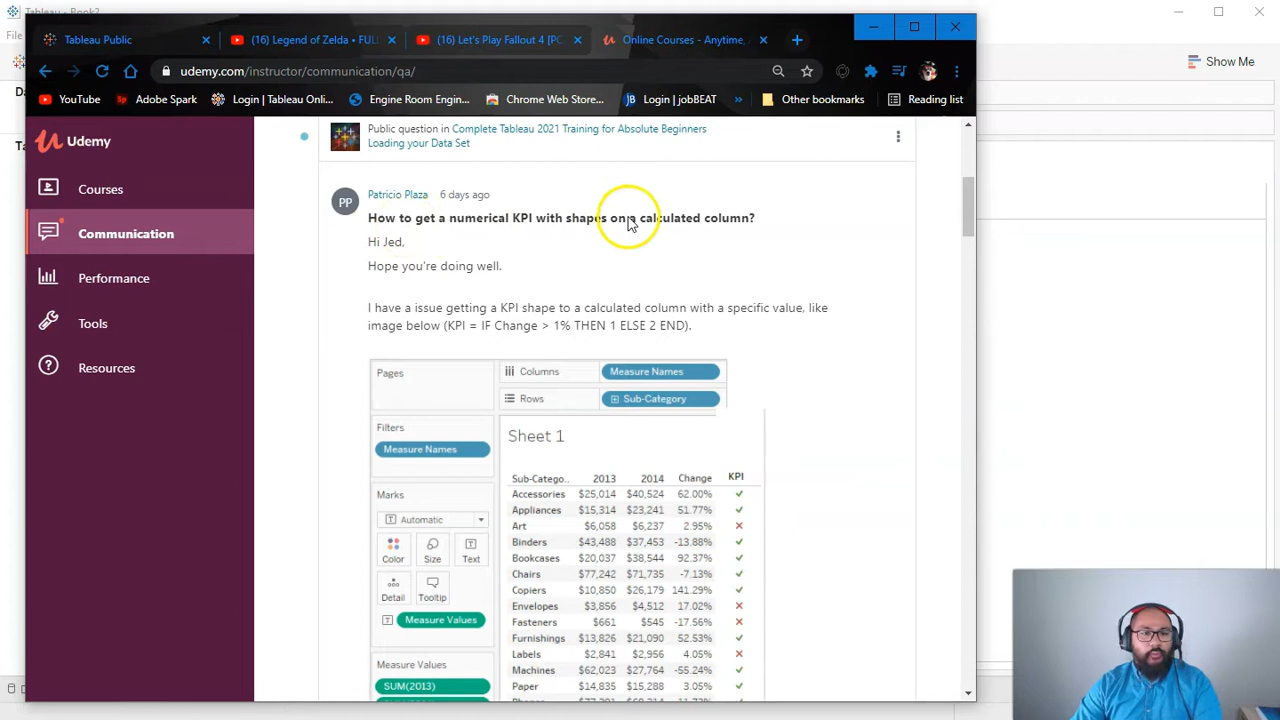 Tableau - Book2
File
Tableau Public
(16) Legend of Zelda • FUL
(16) Let's Play Fallout 4 [PC
Online Courses - Anytime,
udemy.com/instructor/communication/qa/
Show Me
YouTube
Adobe Spark
Login | Tableau Onli...
Engine Room Engin...
Chrome Web Store...
Login | jobBEAT
»
Other bookmarks
Reading list
Udemy
Courses
Communication
Performance
Tools
Resources
Public question in Complete Tableau 2021 Training for Absolute Beginners
Loading your Data Set
PP
Patricio Plaza 6 days ago
How to get a numerical KPI with shapes on a calculated column?
Hi Jed,
Hope you're doing well.
I have a issue getting a KPI shape to a calculated column with a specific value, like
image below (KPI = IF Change > 1% THEN 1 ELSE 2 END).
Pages
Columns Measure Names
Rows Sub-Category
Filters
Measure Names
Sheet 1
Marks
Automatic
Color Size Text
Detail Tooltip
Measure Values
Measure Values
SUM(2013)
Sub-Catego.. 2013 2014 Change KPI
Accessories $25,014 $40,524 62.00% ✓
Appliances $15,314 $23,241 51.77% ✓
Art $6,058 $6,237 2.95% ×
Binders $43,488 $37,453 -13.88% ✓
Bookcases $20,037 $38,544 92.37% ✓
Chairs $77,242 $71,735 -7.13% ✓
Copiers $10,850 $26,179 141.29% ✓
Envelopes $3,856 $4,512 17.02% ×
Fasteners $661 $545 -17.56% ×
Furnishings $13,826 $21,090 52.53% ✓
Labels $2,841 $2,956 4.05% ×
Machines $62,023 $27,764 -55.24% ✓
Paper $14,835 $15,288 3.05% ✓